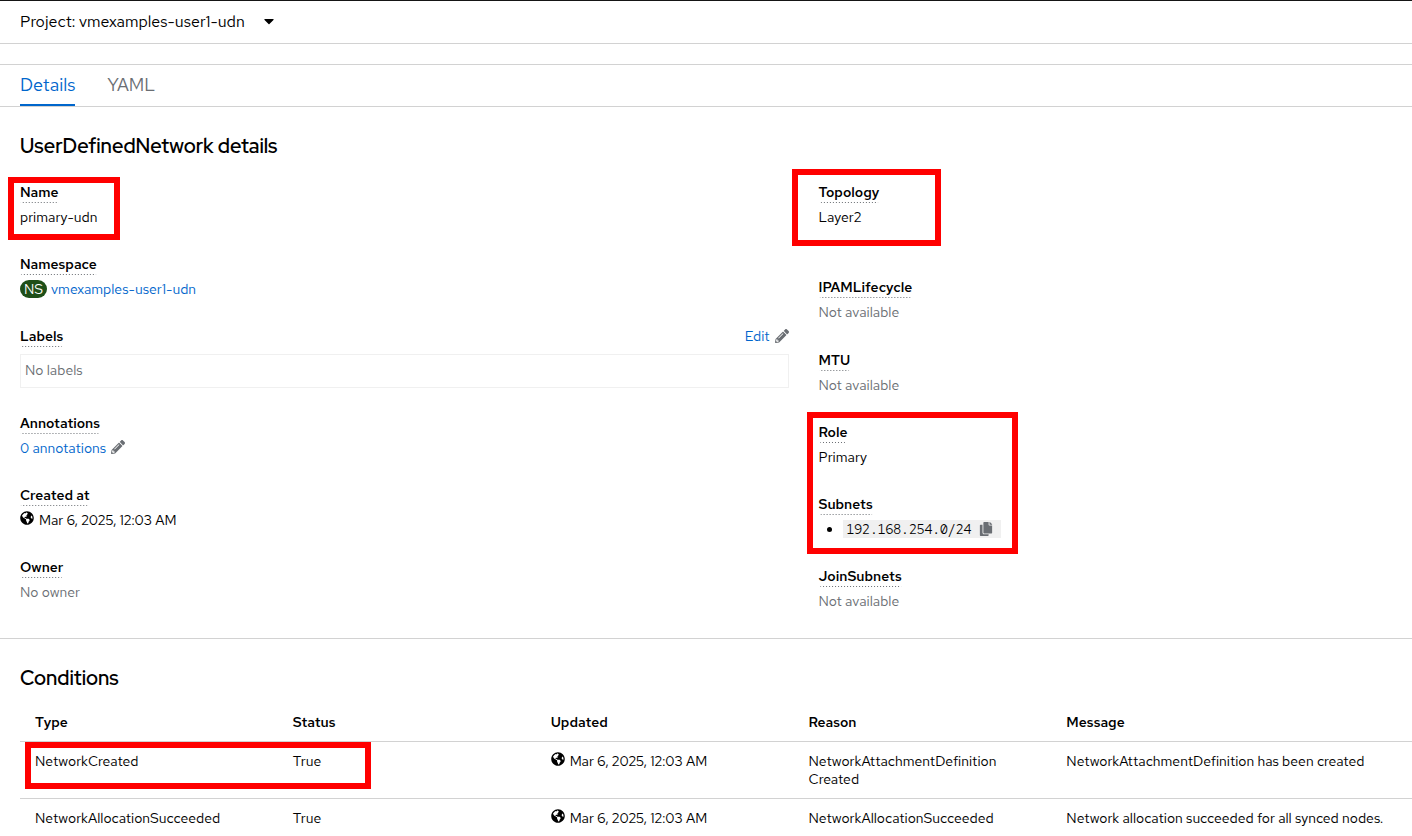 Project: vmexamples-user1-udn
Details YAML
UserDefinedNetwork details
Name
primary-udn
Namespace
NS vmexamples-user1-udn
Labels Edit
No labels
Annotations
0 annotations
Created at
Mar 6, 2025, 12:03 AM
Owner
No owner
Topology
Layer2
IPAMLifecycle
Not available
MTU
Not available
Role
Primary
Subnets
192.168.254.0/24
JoinSubnets
Not available
Conditions
Type Status Updated Reason Message
NetworkCreated True Mar 6, 2025, 12:03 AM NetworkAttachmentDefinition NetworkAttachmentDefinition has been created
Created
NetworkAllocationSucceeded True Mar 6, 2025, 12:03 AM NetworkAllocationSucceeded Network allocation succeeded for all synced nodes.